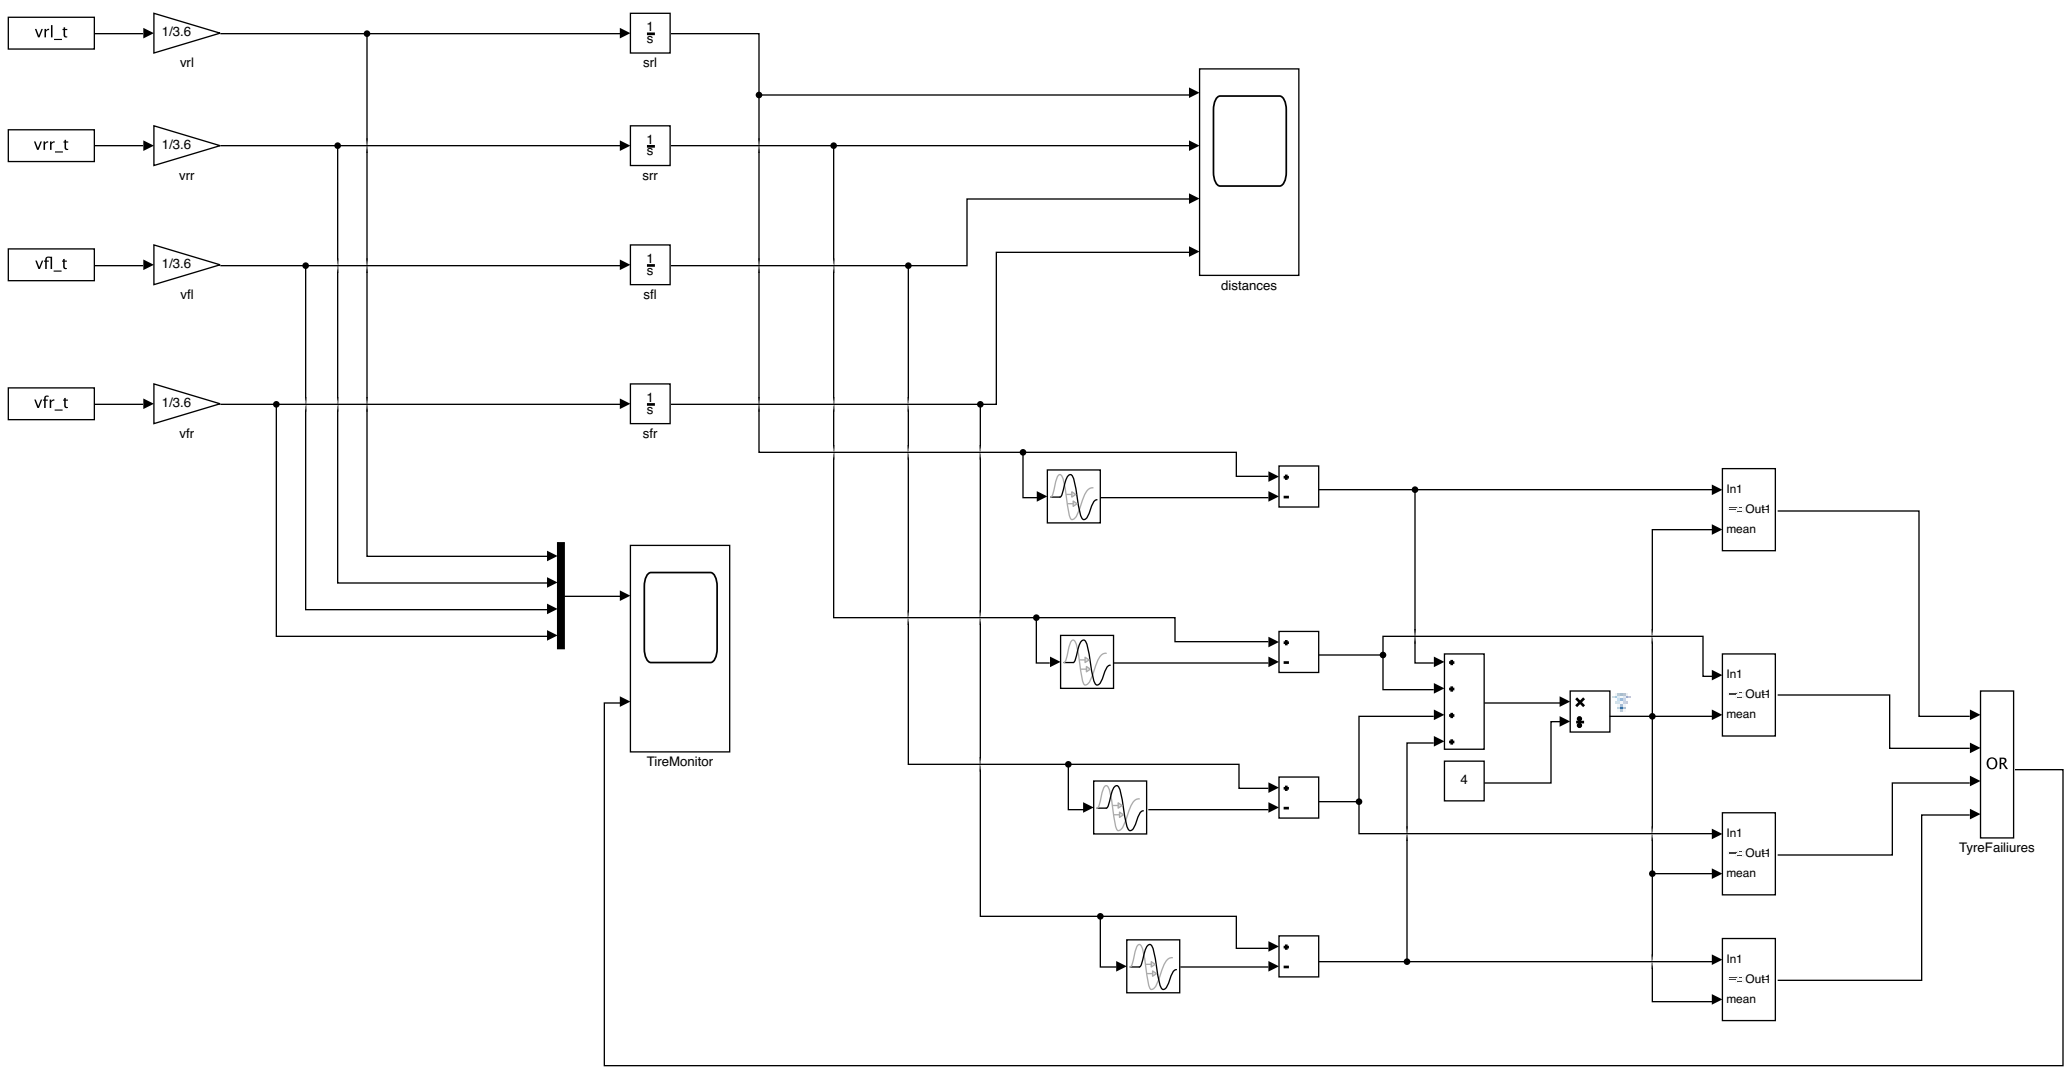 vrl_t
1/3.6
vrl
1
s
srl
vrr_t
1/3.6
vrr
1
s
srr
vfl_t
1/3.6
vfl
1
s
sfl
distances
vfr_t
1/3.6
vfr
1
s
sfr
TireMonitor
+
-
+
-
+
-
+
-
+
+
+
+
×
÷
4
In1
Out1
mean
In1
Out1
mean
In1
Out1
mean
In1
Out1
mean
OR
TyreFailiures